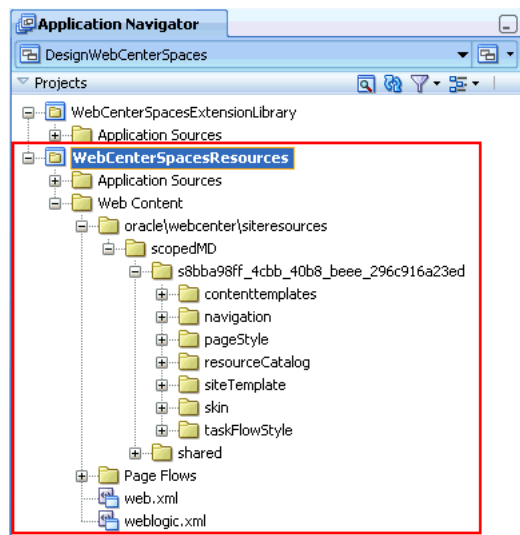 Application Navigator
DesignWebCenterSpaces
Projects
WebCenterSpacesExtensionLibrary
Application Sources
WebCenterSpacesResources
Application Sources
Web Content
oracle\webcenter\siteresources
scopedMD
s8bba98ff_4cbb_40b8_beee_296c916a23ed
contenttemplates
navigation
pageStyle
resourceCatalog
siteTemplate
skin
taskFlowStyle
shared
Page Flows
web.xml
weblogic.xml